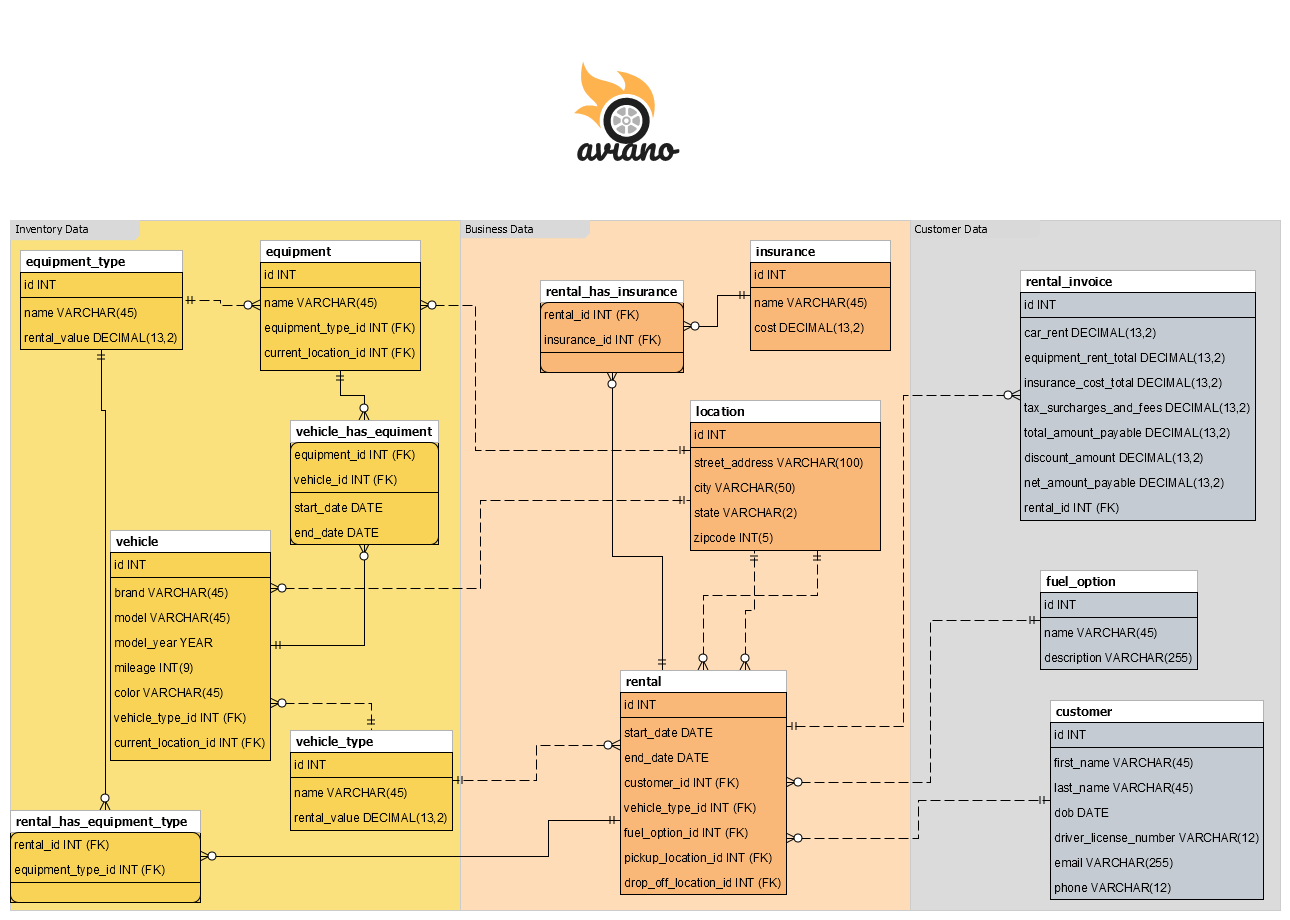 aviano
Inventory Data
equipment_type
id INT
name VARCHAR(45)
rental_value DECIMAL(13,2)
equipment
id INT
name VARCHAR(45)
equipment_type_id INT (FK)
current_location_id INT (FK)
vehicle_has_equiment
equipment_id INT (FK)
vehicle_id INT (FK)
start_date DATE
end_date DATE
vehicle
id INT
brand VARCHAR(45)
model VARCHAR(45)
model_year YEAR
mileage INT(9)
color VARCHAR(45)
vehicle_type_id INT (FK)
current_location_id INT (FK)
vehicle_type
id INT
name VARCHAR(45)
rental_value DECIMAL(13,2)
rental_has_equipment_type
rental_id INT (FK)
equipment_type_id INT (FK)
Business Data
rental_has_insurance
rental_id INT (FK)
insurance_id INT (FK)
insurance
id INT
name VARCHAR(45)
cost DECIMAL(13,2)
location
id INT
street_address VARCHAR(100)
city VARCHAR(50)
state VARCHAR(2)
zipcode INT(5)
rental
id INT
start_date DATE
end_date DATE
customer_id INT (FK)
vehicle_type_id INT (FK)
fuel_option_id INT (FK)
pickup_location_id INT (FK)
drop_off_location_id INT (FK)
Customer Data
rental_invoice
id INT
car_rent DECIMAL(13,2)
equipment_rent_total DECIMAL(13,2)
insurance_cost_total DECIMAL(13,2)
tax_surcharges_and_fees DECIMAL(13,2)
total_amount_payable DECIMAL(13,2)
discount_amount DECIMAL(13,2)
net_amount_payable DECIMAL(13,2)
rental_id INT (FK)
fuel_option
id INT
name VARCHAR(45)
description VARCHAR(255)
customer
id INT
first_name VARCHAR(45)
last_name VARCHAR(45)
dob DATE
driver_license_number VARCHAR(12)
email VARCHAR(255)
phone VARCHAR(12)